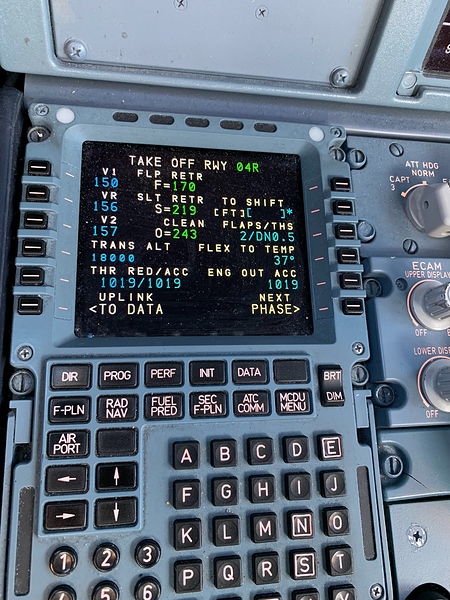 TAKE OFF RWY 04R
V1 FLP RETR
150 F=170
VR SLT RETR TO SHIFT
156 S=219 [FT][ ]*
V2 CLEAN FLAPS/THS
157 O=243 2/DN0.5
TRANS ALT FLEX TO TEMP
18000 37°
THR RED/ACC ENG OUT ACC
1019/1019 1019
UPLINK NEXT
<TO DATA PHASE>
ATT HDG
NORM
CAPT
3
ECAM
UPPER DISPLAY
OFF
LOWER
OFF
DIR PROG PERF INIT DATA BRT
F-PLN RAD NAV FUEL PRED SEC F-PLN ATC COMM MCDU MENU DIM
AIR PORT
← ↑
→ ↓
A B C D E
F G H I J
K L M N O
P Q R S T
1 2 3
4 5 6